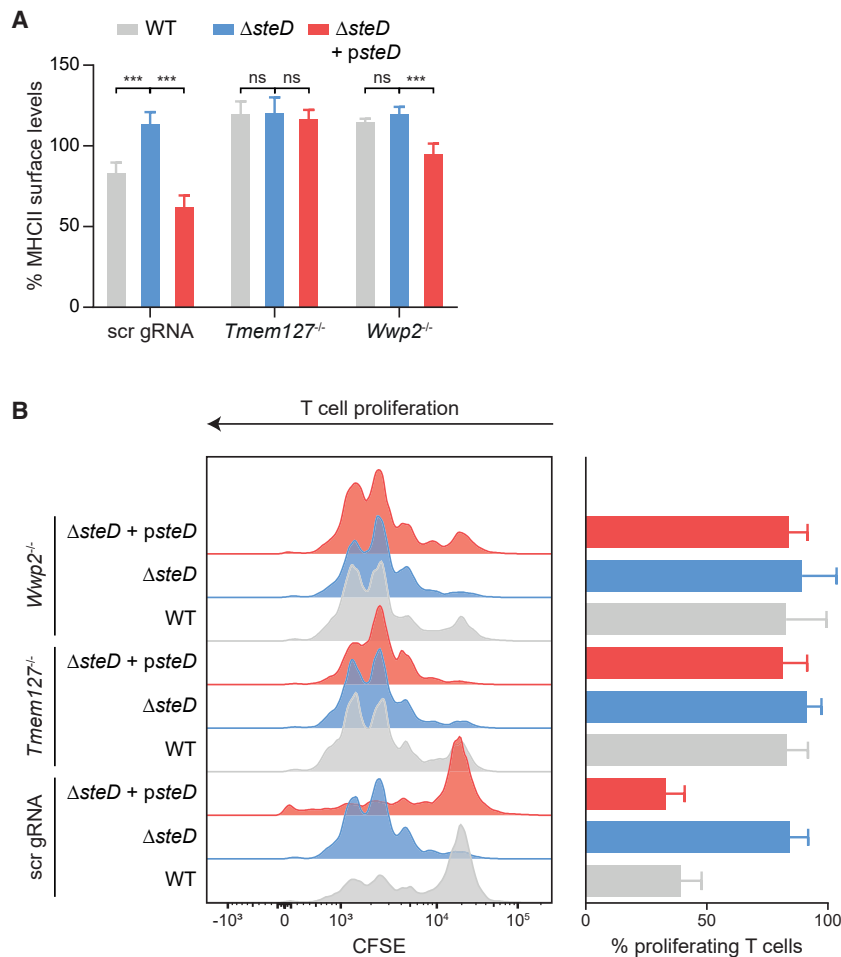 A
WT
ΔsteD
ΔsteD
+ psteD
% MHCII surface levels
150
100
50
0
***
***
ns
ns
ns
***
scr gRNA
Tmem127-/-
Wwp2-/-
B
T cell proliferation
Wwp2-/-
ΔsteD + psteD
ΔsteD
WT
Tmem127-/-
ΔsteD + psteD
ΔsteD
WT
scr gRNA
ΔsteD + psteD
ΔsteD
WT
-10³
0
10³
10⁴
10⁵
CFSE
0
50
100
% proliferating T cells